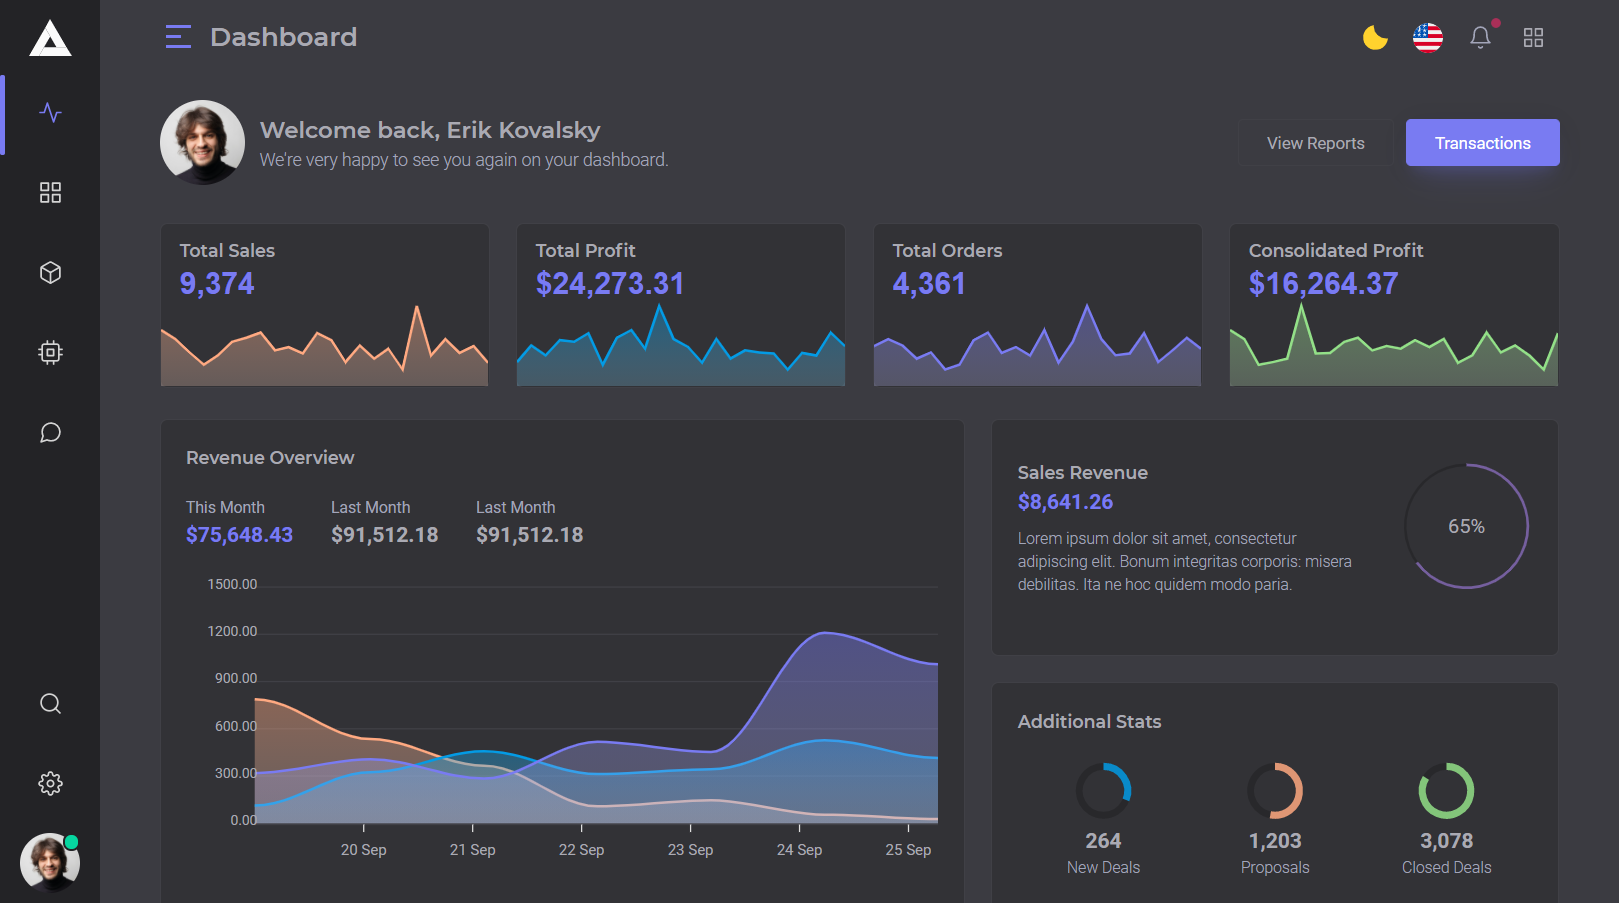 Dashboard
Welcome back, Erik Kovalsky
We're very happy to see you again on your dashboard.
View Reports
Transactions
Total Sales
9,374
Total Profit
$24,273.31
Total Orders
4,361
Consolidated Profit
$16,264.37
Revenue Overview
This Month
$75,648.43
Last Month
$91,512.18
Last Month
$91,512.18
1500.00
1200.00
900.00
600.00
300.00
0.00
20 Sep
21 Sep
22 Sep
23 Sep
24 Sep
25 Sep
Sales Revenue
$8,641.26
Lorem ipsum dolor sit amet, consectetur
adipiscing elit. Bonum integritas corporis: misera
debilitas. Ita ne hoc quidem modo paria.
65%
Additional Stats
264
New Deals
1,203
Proposals
3,078
Closed Deals